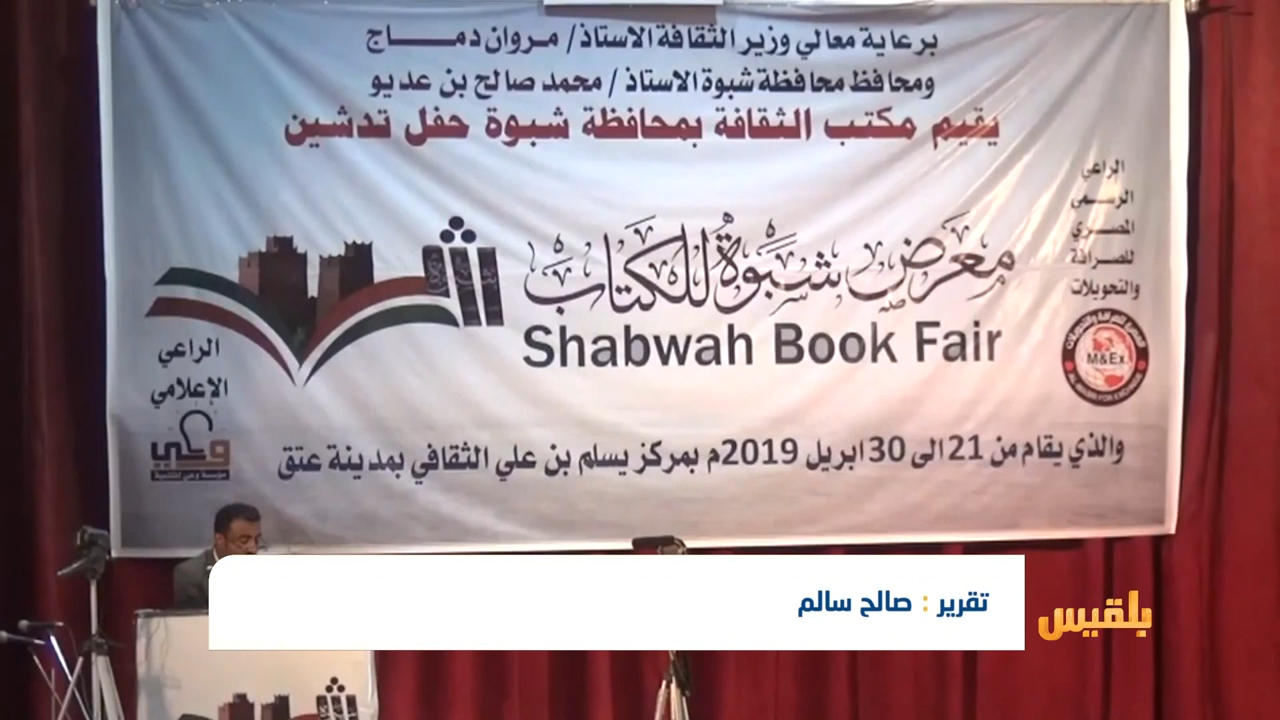 برعاية معالي وزير الثقافة الاستاذ/ مروان دماج
ومحافظ محافظة شبوة الاستاذ / محمد صالح بن عديو
يقيم مكتب الثقافة بمحافظة شبوة حفل تدشين
الراعي
الرسمي
المصري
للصرافة
والتحويلات
معرض شبوة للكتاب
Shabwah Book Fair
M&Ex
الراعي
الإعلامي
وعي
والذي يقام من 21 الى 30 ابريل 2019م بمركز يسلم بن علي الثقافي بمدينة عتق
تقرير : صالح سالم
بلقيس